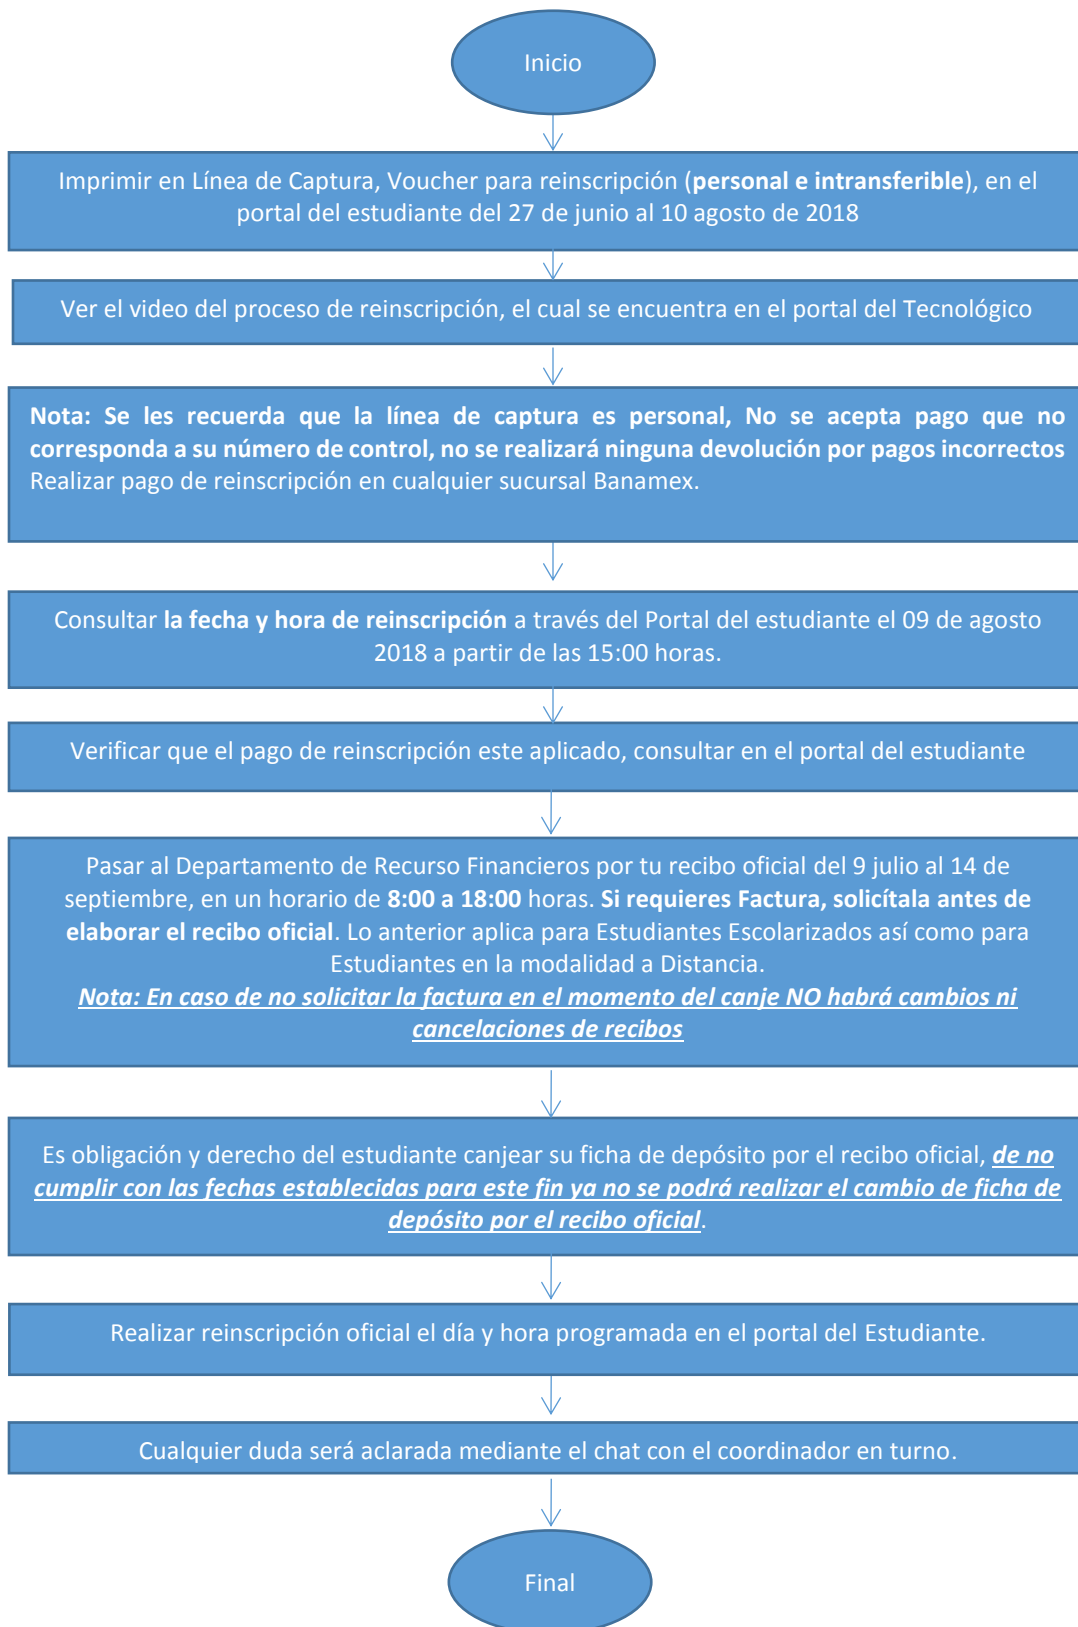 Inicio
Imprimir en Línea de Captura, Voucher para reinscripción (personal e intransferible), en el
portal del estudiante del 27 de junio al 10 agosto de 2018
Ver el video del proceso de reinscripción, el cual se encuentra en el portal del Tecnológico
Nota: Se les recuerda que la línea de captura es personal, No se acepta pago que no
corresponda a su número de control, no se realizará ninguna devolución por pagos incorrectos
Realizar pago de reinscripción en cualquier sucursal Banamex.
Consultar la fecha y hora de reinscripción a través del Portal del estudiante el 09 de agosto
2018 a partir de las 15:00 horas.
Verificar que el pago de reinscripción este aplicado, consultar en el portal del estudiante
Pasar al Departamento de Recurso Financieros por tu recibo oficial del 9 julio al 14 de
septiembre, en un horario de 8:00 a 18:00 horas. Si requieres Factura, solicítala antes de
elaborar el recibo oficial. Lo anterior aplica para Estudiantes Escolarizados así como para
Estudiantes en la modalidad a Distancia.
Nota: En caso de no solicitar la factura en el momento del canje NO habrá cambios ni
cancelaciones de recibos
Es obligación y derecho del estudiante canjear su ficha de depósito por el recibo oficial, de no
cumplir con las fechas establecidas para este fin ya no se podrá realizar el cambio de ficha de
depósito por el recibo oficial.
Realizar reinscripción oficial el día y hora programada en el portal del Estudiante.
Cualquier duda será aclarada mediante el chat con el coordinador en turno.
Final